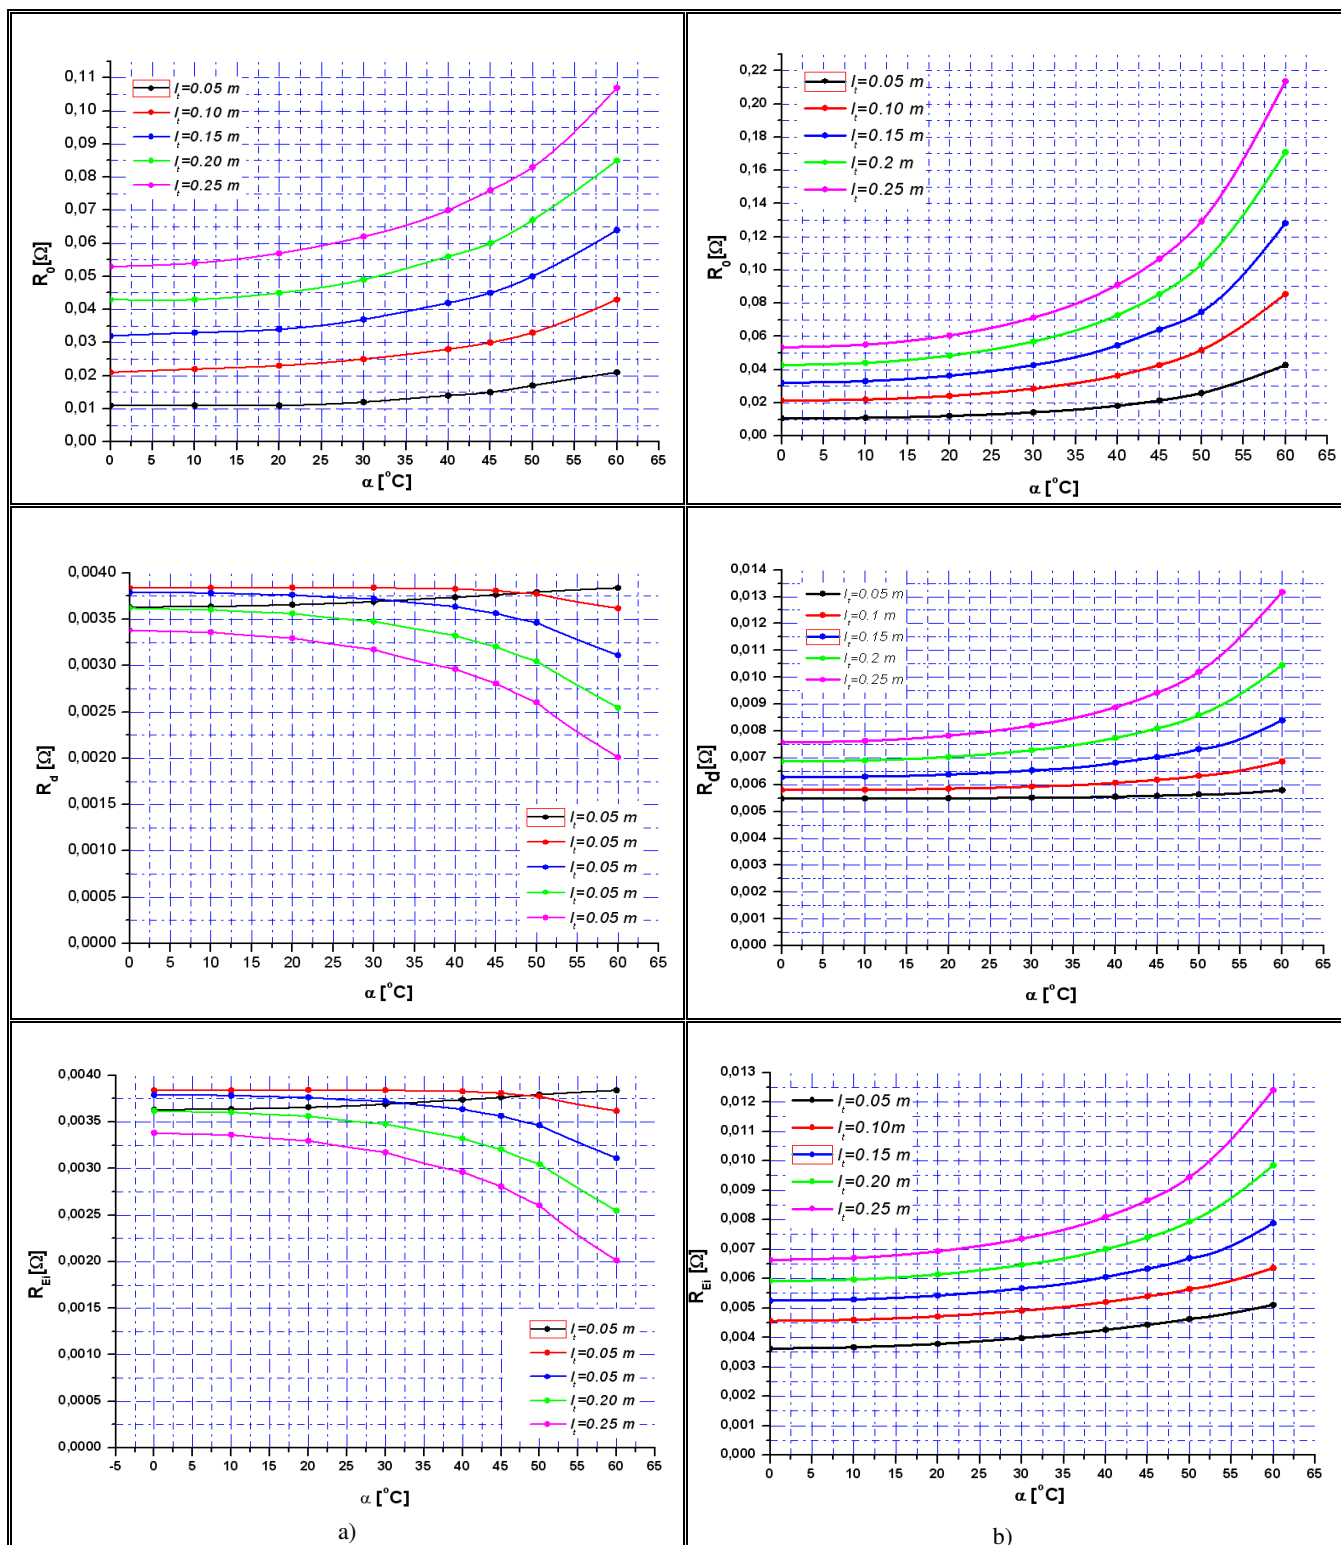 0,11
0,10
0,09
0,08
0,07
0,06
0,05
0,04
0,03
0,02
0,01
0,00
R0[Ω]
lt=0.05 m
lt=0.10 m
lt=0.15 m
lt=0.20 m
lt=0.25 m
0 5 10 15 20 25 30 35 40 45 50 55 60 65
α [°C]
0,22
0,20
0,18
0,16
0,14
0,12
0,10
0,08
0,06
0,04
0,02
0,00
R0[Ω]
lt=0.05 m
lt=0.10 m
lt=0.15 m
lt=0.2 m
lt=0.25 m
0 5 10 15 20 25 30 35 40 45 50 55 60 65
α [°C]
0,0040
0,0035
0,0030
0,0025
0,0020
0,0015
0,0010
0,0005
0,0000
Rd [Ω]
lt=0.05 m
lt=0.05 m
lt=0.05 m
lt=0.05 m
lt=0.05 m
0 5 10 15 20 25 30 35 40 45 50 55 60 65
α [°C]
0,014
0,013
0,012
0,011
0,010
0,009
0,008
0,007
0,006
0,005
0,004
0,003
0,002
0,001
0,000
Rd[Ω]
lt=0.05 m
lt=0.1 m
lt=0.15 m
lt=0.2 m
lt=0.25 m
0 5 10 15 20 25 30 35 40 45 50 55 60 65
α [°C]
0,0040
0,0035
0,0030
0,0025
0,0020
0,0015
0,0010
0,0005
0,0000
REi [Ω]
lt=0.05 m
lt=0.05 m
lt=0.05 m
lt=0.20 m
lt=0.25 m
-5 0 5 10 15 20 25 30 35 40 45 50 55 60 65
α [°C]
a)
0,013
0,012
0,011
0,010
0,009
0,008
0,007
0,006
0,005
0,004
0,003
0,002
0,001
0,000
REi [Ω]
lt=0.05 m
lt=0.10m
lt=0.15 m
lt=0.20 m
lt=0.25 m
0 5 10 15 20 25 30 35 40 45 50 55 60 65
α [°C]
b)